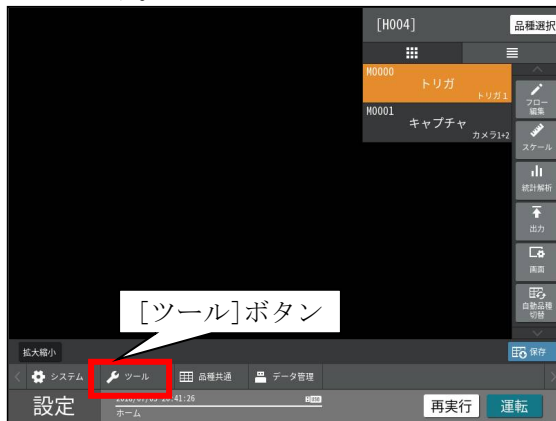 [H004]
品種選択
M0000
トリガ
トリガ1
M0001
キャプチャ
カメラ1+2
フロー
編集
スケール
統計解析
出力
画面
自動品種
切替
[ツール]ボタン
拡大縮小
保存
システム
ツール
品種共通
データ管理
設定
:41:26
ホーム
再実行
運転